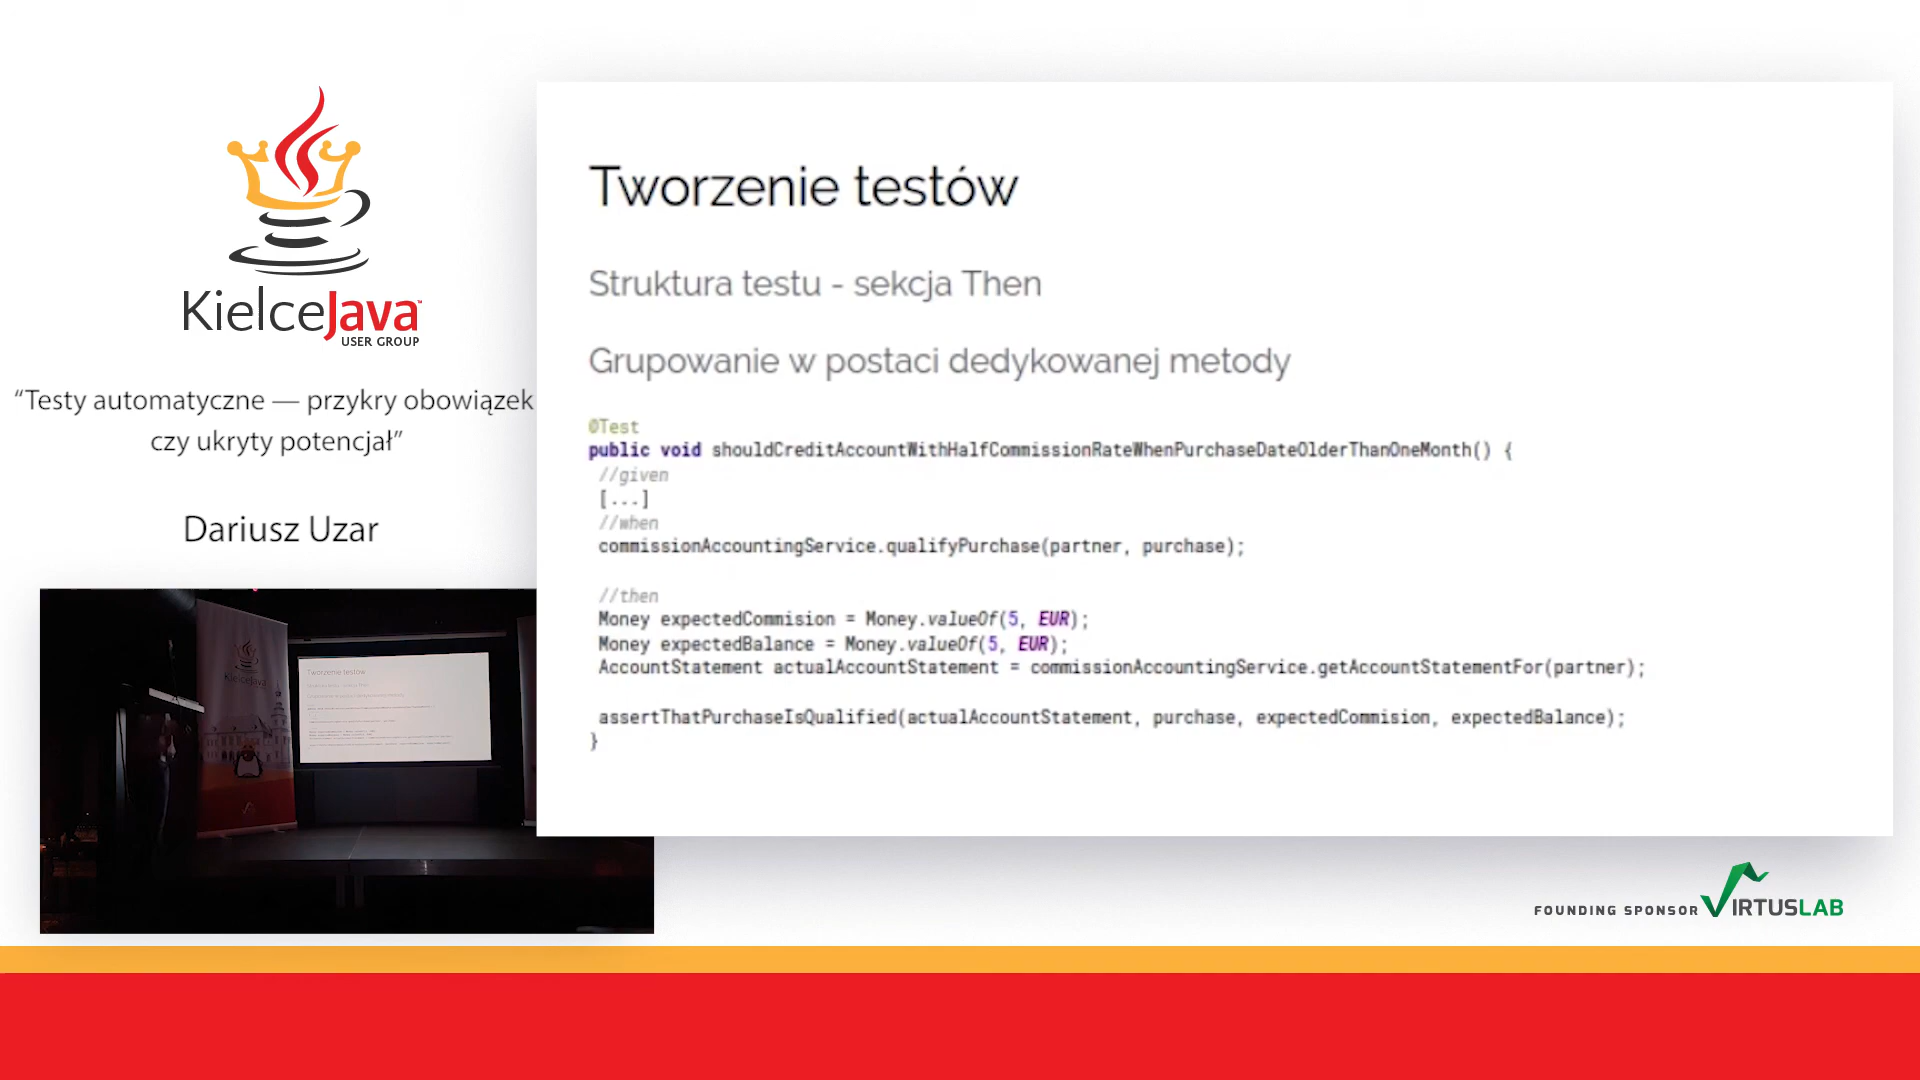 KielceJava™
USER GROUP
“Testy automatyczne — przykry obowiązek
czy ukryty potencjał”
Dariusz Uzar
Tworzenie testów
Struktura testu - sekcja Then
Grupowanie w postaci dedykowanej metody
@Test
public void shouldCreditAccountWithHalfCommissionRateWhenPurchaseDateOlderThanOneMonth() {
//given
[...]
//when
commissionAccountingService.qualifyPurchase(partner, purchase);
//then
Money expectedCommision = Money.valueOf(5, EUR);
Money expectedBalance = Money.valueOf(5, EUR);
AccountStatement actualAccountStatement = commissionAccountingService.getAccountStatementFor(partner);
assertThatPurchaseIsQualified(actualAccountStatement, purchase, expectedCommision, expectedBalance);
}
Tworzenie testów
KielceJava
FOUNDING SPONSOR VIRTUSLAB